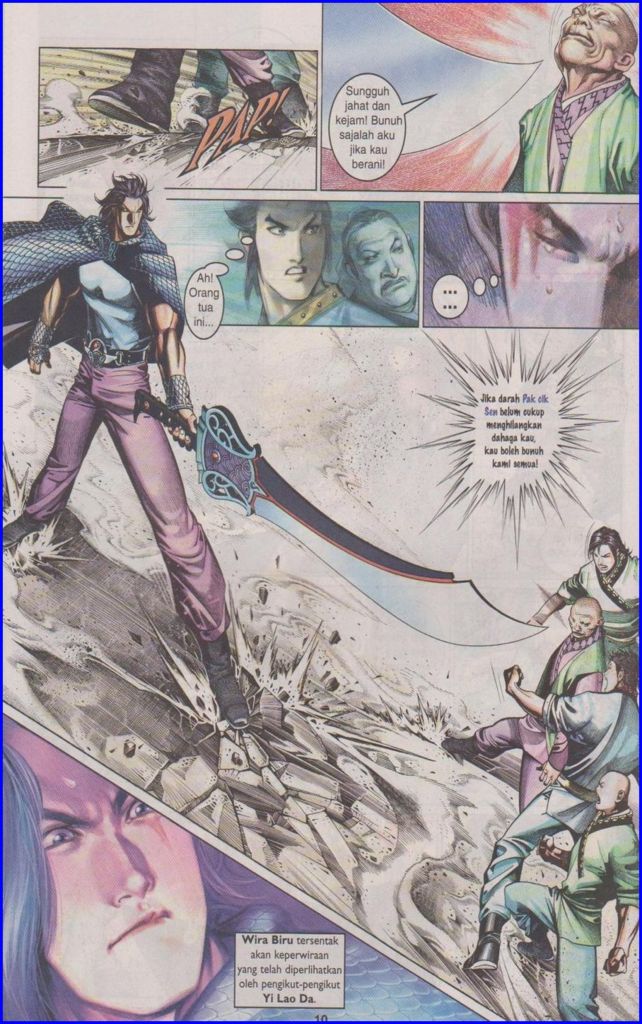 PAP!
Sungguh
jahat dan
kejam! Bunuh
sajalah aku
jika kau
berani!
Ah!
Orang
tua
ini...
...
...
Jika darah Pak cik
Sen belum cukup
menghilangkan
dahaga kau,
kau boleh bunuh
kami semua!
Wira Biru tersentak
akan keperwiraan
yang telah diperlihatkan
oleh pengikut-pengikut
Yi Lao Da.
10